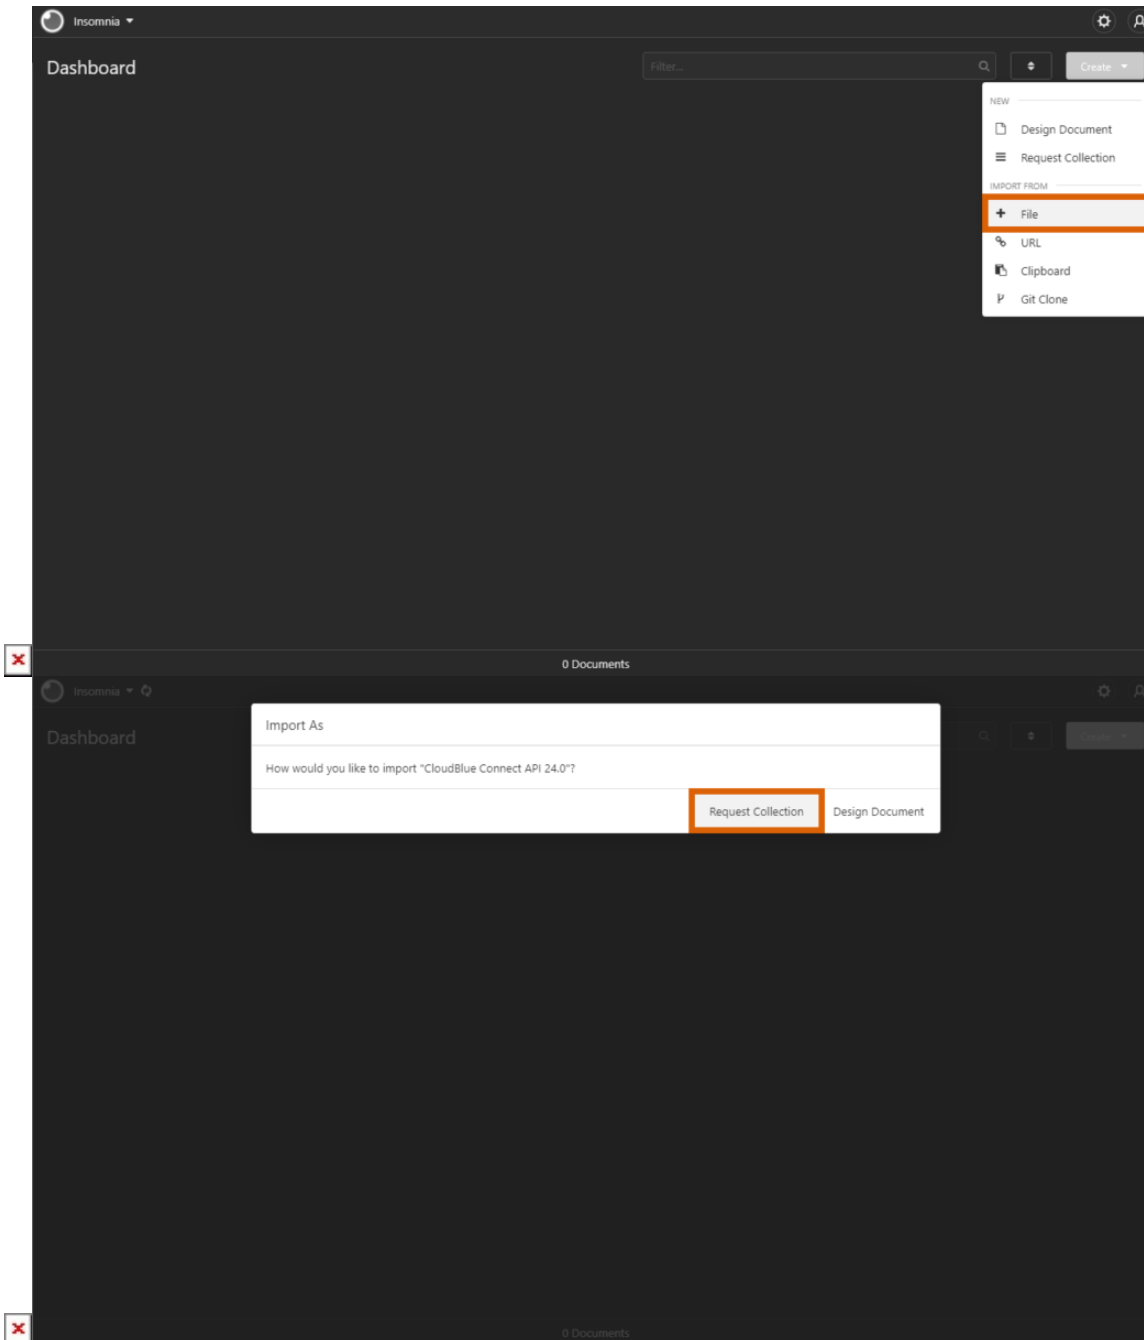 Insomnia
Dashboard
Filter...
Create
NEW
Design Document
Request Collection
IMPORT FROM
File
URL
Clipboard
Git Clone
0 Documents
Insomnia
Dashboard
Create
Import As
How would you like to import "CloudBlue Connect API 24.0"?
Request Collection Design Document
0 Documents